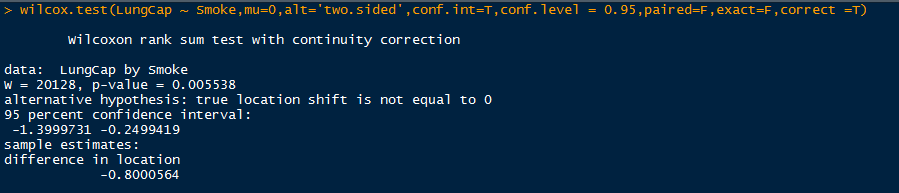 > wilcox.test(LungCap ~ Smoke,mu=0,alt='two.sided',conf.int=T,conf.level = 0.95,paired=F,exact=F,correct =T)
Wilcoxon rank sum test with continuity correction
data:  LungCap by Smoke
W = 20128, p-value = 0.005538
alternative hypothesis: true location shift is not equal to 0
95 percent confidence interval:
-1.3999731 -0.2499419
sample estimates:
difference in location
-0.8000564